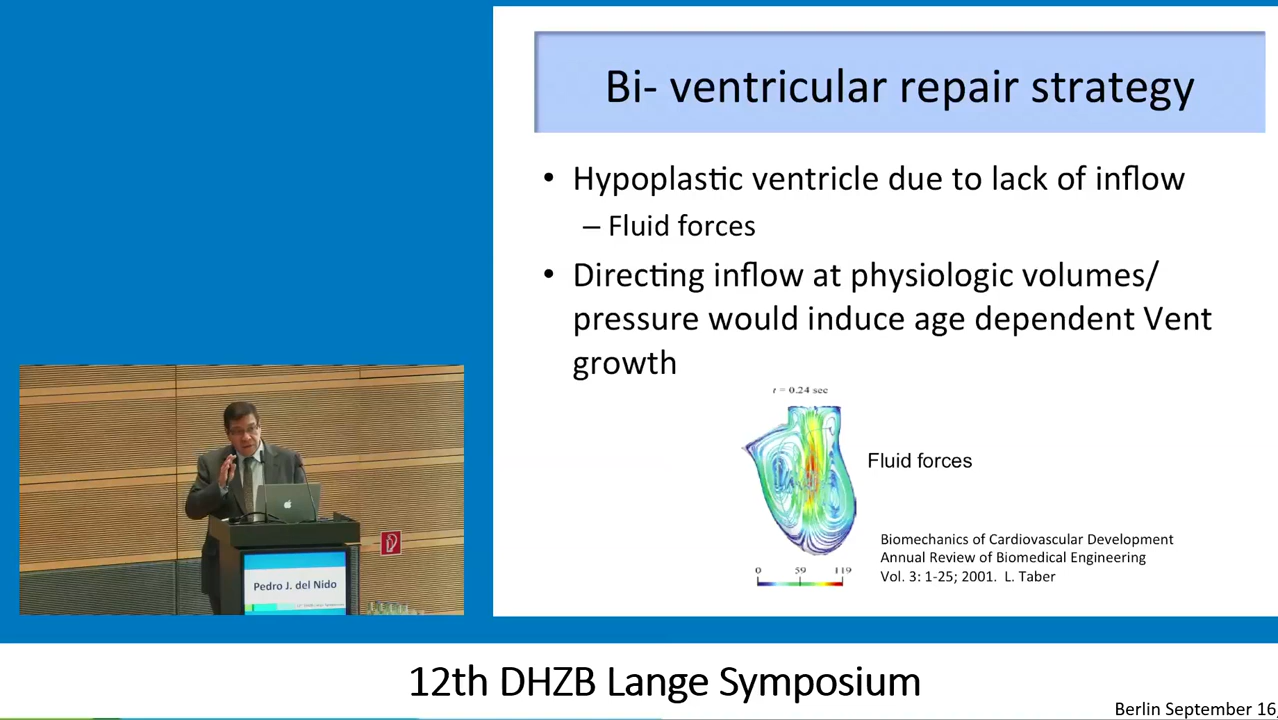 Bi- ventricular repair strategy
• Hypoplastic ventricle due to lack of inflow
– Fluid forces
• Directing inflow at physiologic volumes/
pressure would induce age dependent Vent
growth
t = 0.24 sec
Fluid forces
Biomechanics of Cardiovascular Development
Annual Review of Biomedical Engineering
Vol. 3: 1-25; 2001. L. Taber
0 59 119
Pedro J. del Nido
12th DHZB Lange Symposium
Berlin September 16,